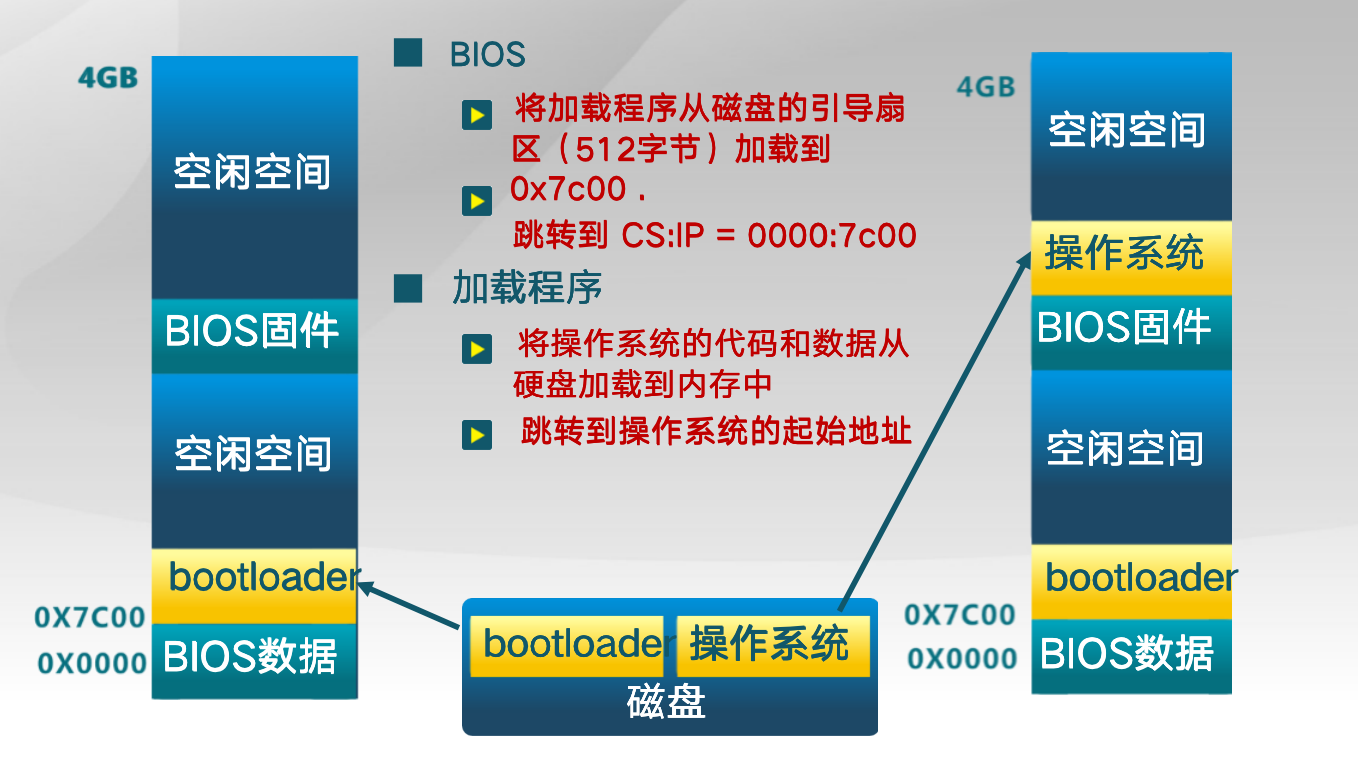 4GB
空闲空间
BIOS固件
空闲空间
bootloader
0X7C00
0X0000
BIOS数据
BIOS
将加载程序从磁盘的引导扇
区（512字节）加载到
0x7c00 .
跳转到 CS:IP = 0000:7c00
加载程序
将操作系统的代码和数据从
硬盘加载到内存中
跳转到操作系统的起始地址
bootloader
操作系统
磁盘
4GB
空闲空间
操作系统
BIOS固件
空闲空间
bootloader
0X7C00
0X0000
BIOS数据